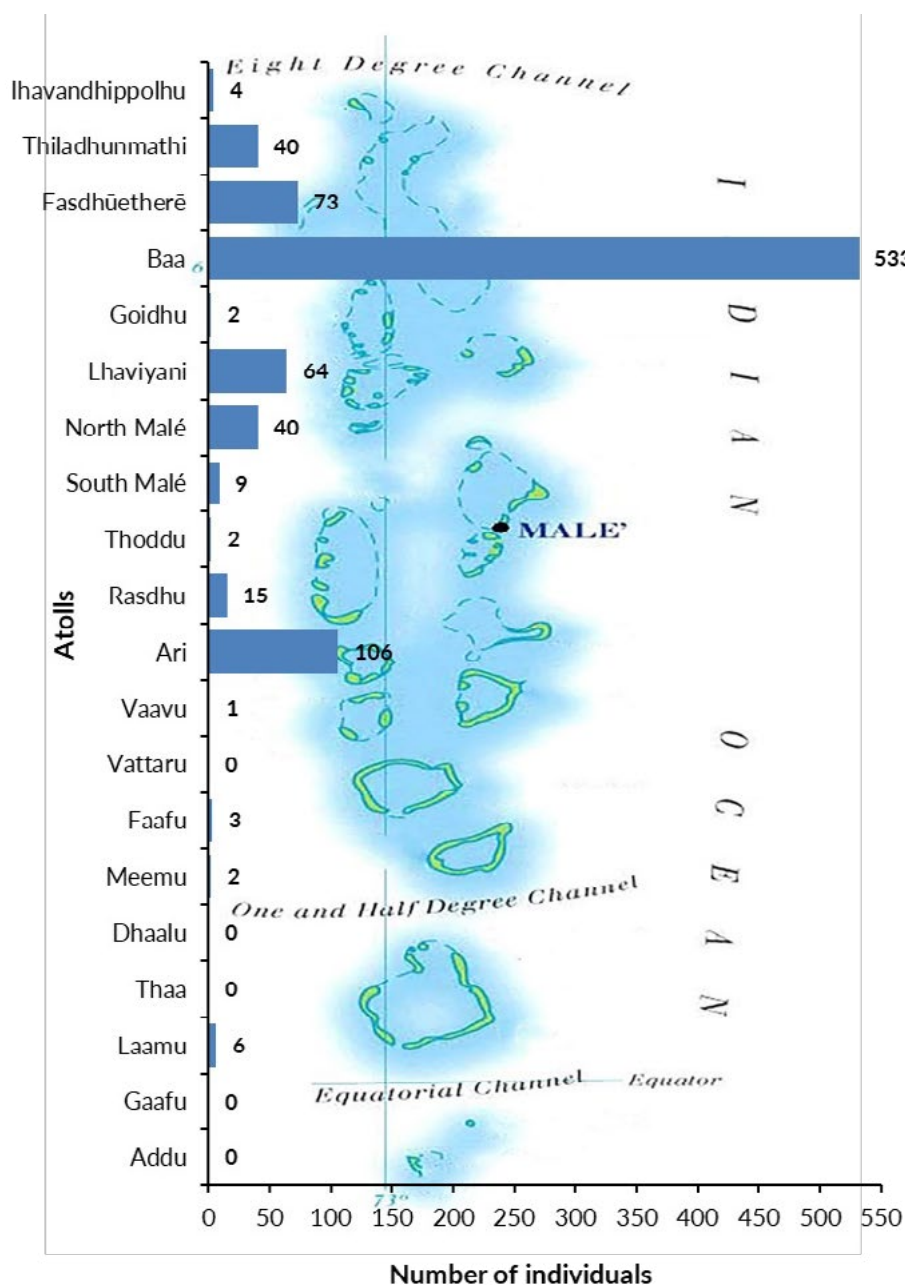 Eight Degree Channel
Ihavandhippolhu 4
Thiladhunmathi 40
Fasdhūetherē 73
Baa 533
Goidhu 2
Lhaviyani 64
North Malé 40
South Malé 9
Thoddu 2
Rasdhu 15
Ari 106
Vaavu 1
Vattaru 0
Faafu 3
Meemu 2
Dhaalu 0
Thaa 0
Laamu 6
Gaafu 0
Addu 0
Atolls
6
I DIAN OCEAN
MALE'
One and Half Degree Channel
Equatorial Channel
Equator
73°
0 50 100 150 200 250 300 350 400 450 500 550
Number of individuals